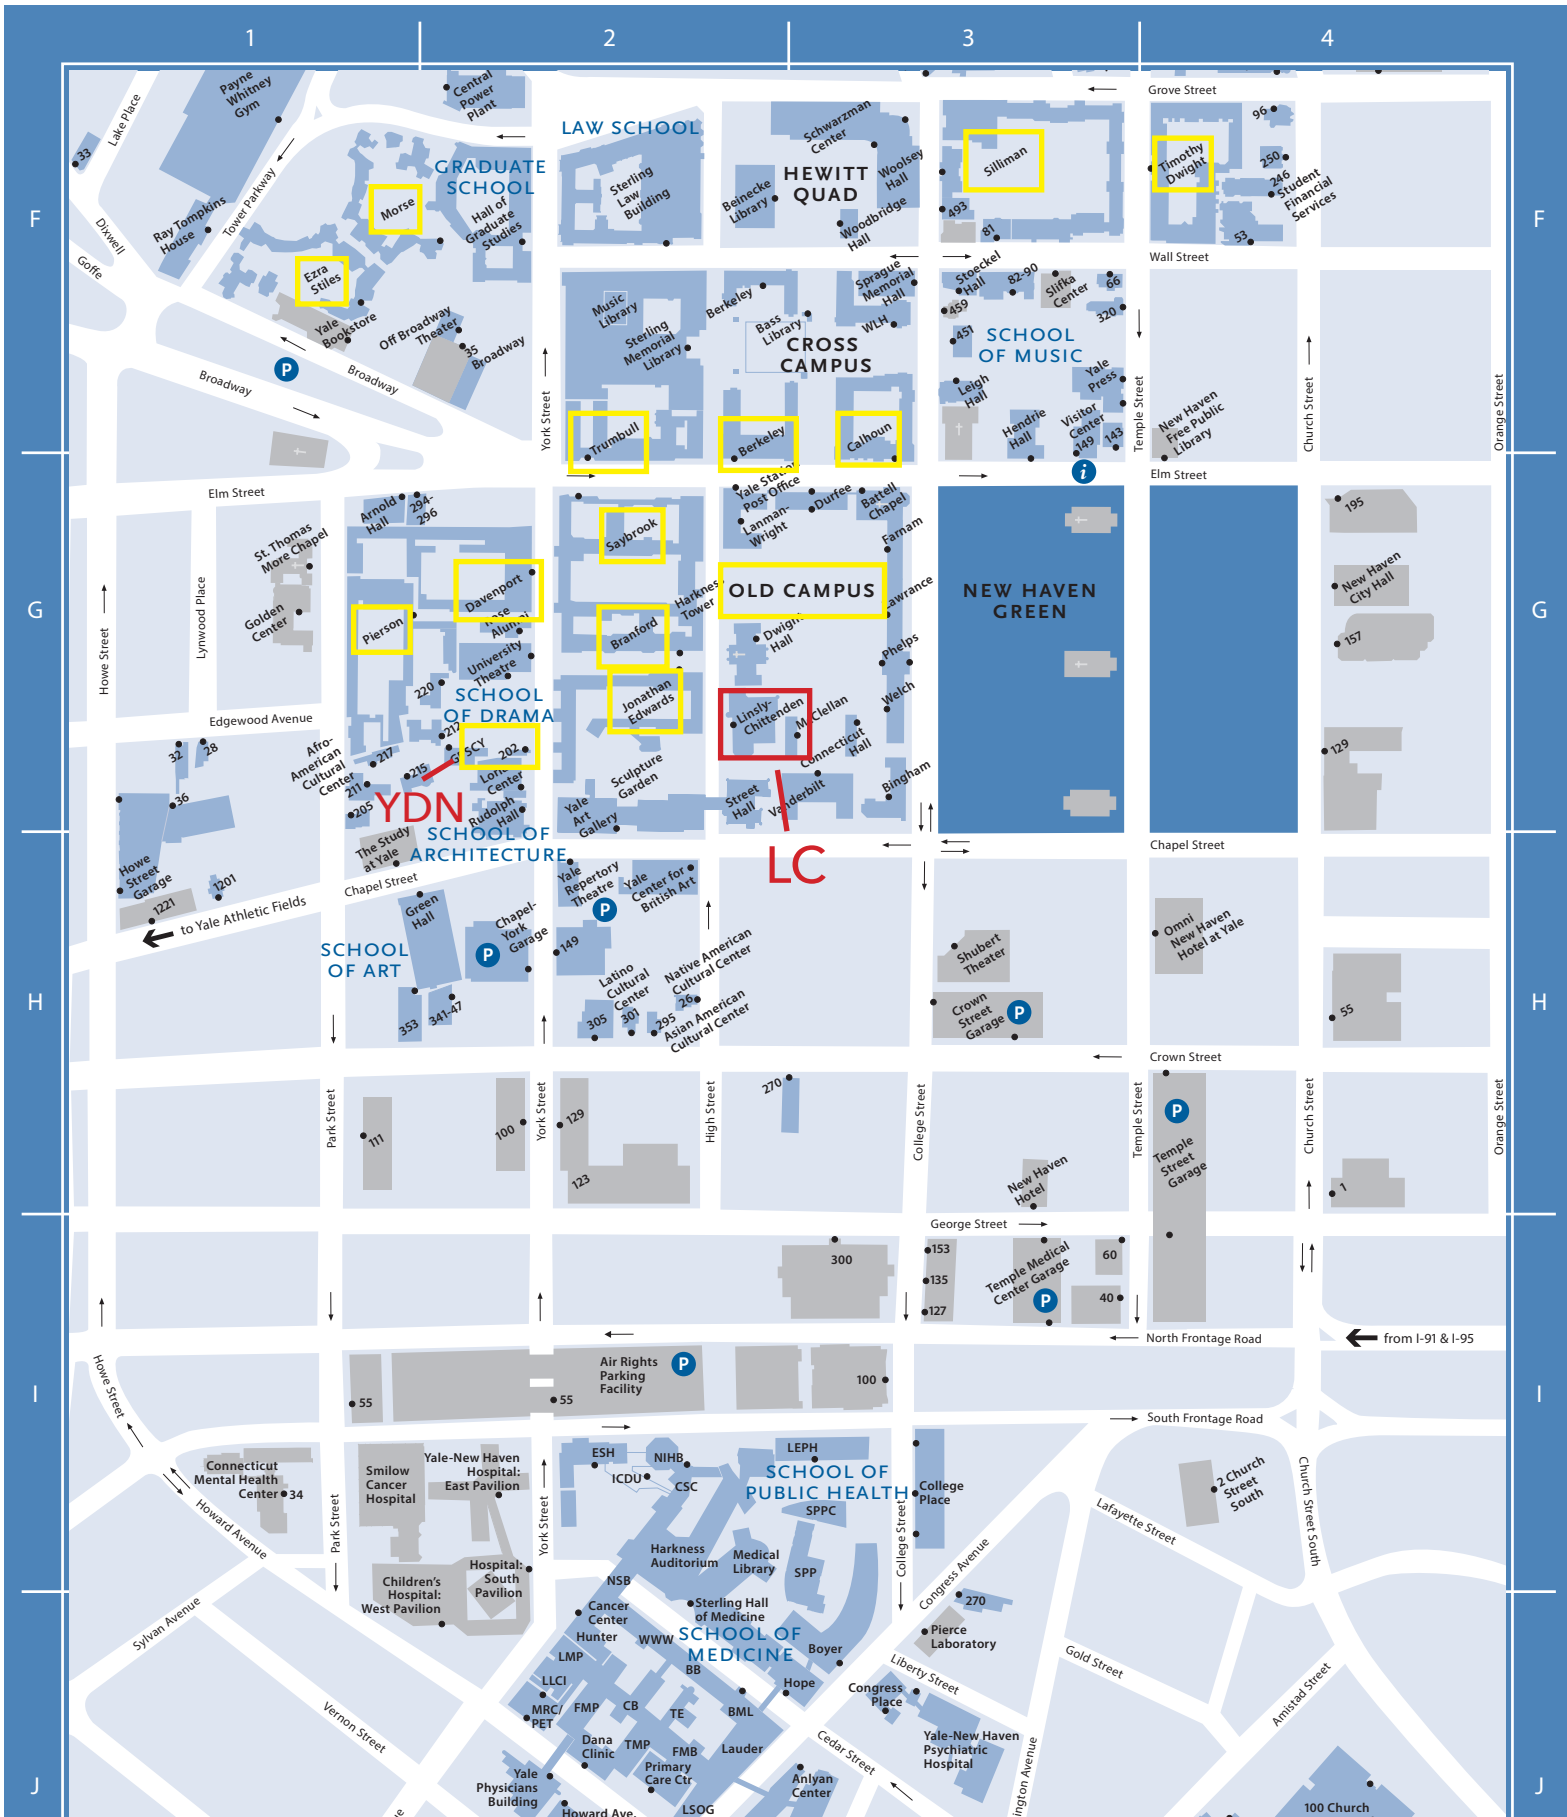 1
2
3
4
F
G
H
I
J
F
G
H
I
J
Lake Place
Payne
Whitney
Gym
Central
Power
Plant
33
Tower Parkway
Ray Tompkins
House
Dixwell
Goffe
Morse
GRADUATE
SCHOOL
Hall of
Graduate
Studies
Ezra
Stiles
Yale
Bookstore
Off Broadway
Theater
35
Broadway
P
Broadway
Broadway
York Street
LAW SCHOOL
Sterling
Law
Building
Schwarzman
Center
HEWITT
QUAD
Beinecke
Library
Woolsey
Hall
Woodbridge
Hall
Silliman
493
81
Grove Street
Timothy
Dwight
96
250
246
Student
Financial
Services
53
Wall Street
Music
Library
Sterling
Memorial
Library
Berkeley
Bass
Library
CROSS
CAMPUS
Sprague
Memorial
Hall
WLH
Stoeckel
Hall
82-90
Slifka
Center
66
459
451
320
SCHOOL
OF MUSIC
Leigh
Hall
Yale
Press
Hendrie
Hall
Visitor
Center
149
143
i
Temple Street
New Haven
Free Public
Library
Church Street
Orange Street
Trumbull
Berkeley
Calhoun
Elm Street
Elm Street
Howe Street
Lynwood Place
St. Thomas
More Chapel
Golden
Center
Arnold
Hall
294-
296
Davenport
Pierson
Rose
Alumni
University
Theatre
220
SCHOOL
OF DRAMA
212
GPSCY
202
217
215
211
205
Afro-
American
Cultural
Center
YDN
Loria
Center
Rudolph
Hall
SCHOOL OF
ARCHITECTURE
The Study
at Yale
Edgewood Avenue
32
28
36
Howe
Street
Garage
1201
1221
to Yale Athletic Fields
Chapel Street
Saybrook
Harkness
Tower
Branford
Jonathan
Edwards
Sculpture
Garden
Yale
Art
Gallery
Yale Station
Post Office
Lanman-
Wright
Durfee
Battell
Chapel
Farnam
OLD CAMPUS
Lawrance
Dwight
Hall
Phelps
Linsly-
Chittenden
McClellan
Welch
Connecticut
Hall
Bingham
Street
Hall
Vanderbilt
LC
NEW HAVEN
GREEN
195
New Haven
City Hall
157
129
Chapel Street
Green
Hall
SCHOOL
OF ART
Chapel-
York
Garage
P
353
341-47
Yale
Repertory
Theatre
P
Yale
Center for
British Art
149
Latino
Cultural
Center
Native American
Cultural Center
26
305
301
295
Asian American
Cultural Center
Shubert
Theater
Crown
Street
Garage
P
Omni
New Haven
Hotel at Yale
55
Crown Street
Park Street
York Street
High Street
College Street
Temple Street
Church Street
Orange Street
111
100
129
123
270
New Haven
Hotel
P
Temple
Street
Garage
1
George Street
300
153
135
127
Temple Medical
Center Garage
P
60
40
North Frontage Road
from I-91 & I-95
Howe Street
55
55
Air Rights
Parking
Facility
P
100
South Frontage Road
Connecticut
Mental Health
Center
34
Smilow
Cancer
Hospital
Yale-New Haven
Hospital:
East Pavilion
Howard Avenue
Park Street
York Street
Children's
Hospital:
West Pavilion
Hospital:
South
Pavilion
Sylvan Avenue
Vernon Street
ESH
NIHB
ICDU
CSC
LEPH
SCHOOL OF
PUBLIC HEALTH
SPPC
College
Place
College Street
Harkness
Auditorium
Medical
Library
SPP
NSB
Cancer
Center
Sterling Hall
of Medicine
Hunter
WWW
SCHOOL OF
MEDICINE
Boyer
LMP
BB
LLCI
Hope
MRC/
PET
FMP
CB
TE
BML
Dana
Clinic
TMP
FMB
Lauder
Primary
Care Ctr
Yale
Physicians
Building
Howard Ave.
LSOG
Anlyan
Center
Cedar Street
Congress Avenue
270
Pierce
Laboratory
Liberty Street
Congress
Place
Yale-New Haven
Psychiatric
Hospital
ington Avenue
Lafayette Street
2 Church
Street
South
Church Street South
Gold Street
Amistad Street
100 Church